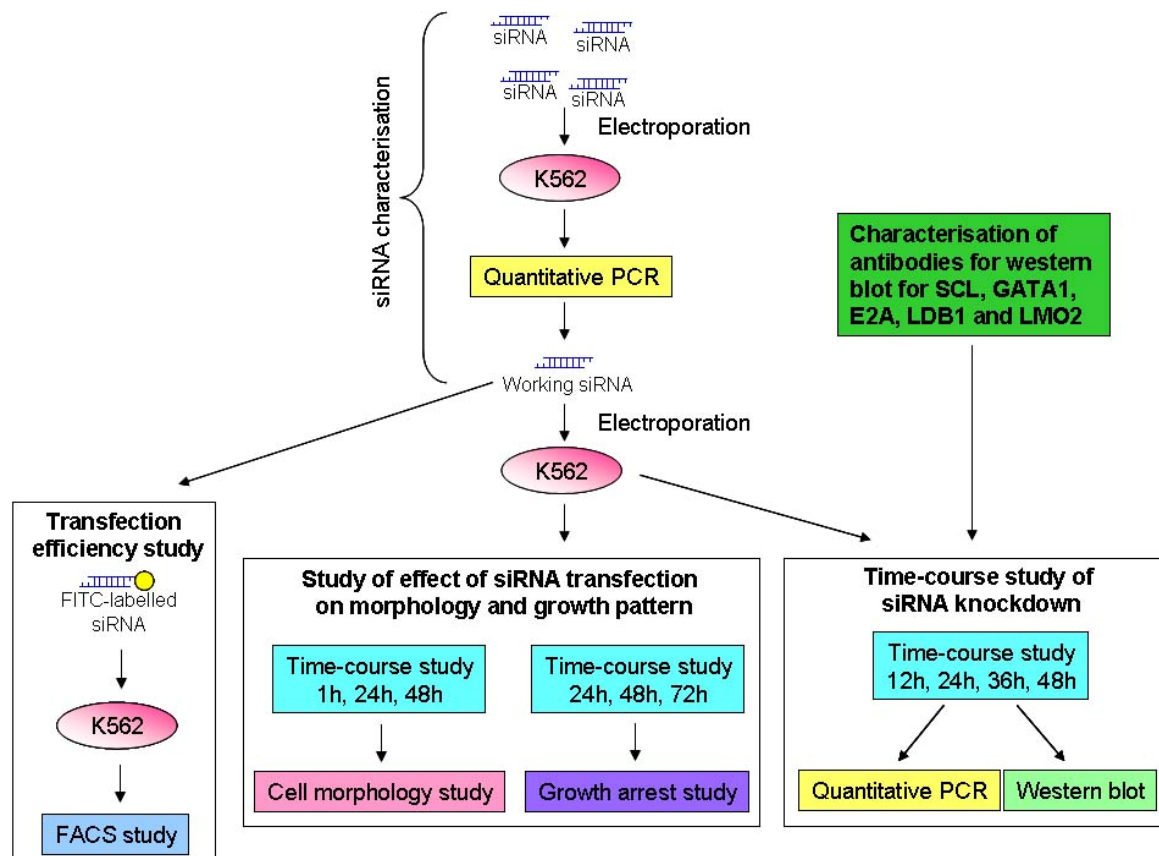 siRNA
siRNA
siRNA
siRNA
siRNA characterisation
Electroporation
K562
Quantitative PCR
Working siRNA
Electroporation
K562
Characterisation of
antibodies for western
blot for SCL, GATA1,
E2A, LDB1 and LMO2
Transfection
efficiency study
FITC-labelled
siRNA
K562
FACS study
Study of effect of siRNA transfection
on morphology and growth pattern
Time-course study
1h, 24h, 48h
Cell morphology study
Time-course study
24h, 48h, 72h
Growth arrest study
Time-course study of
siRNA knockdown
Time-course study
12h, 24h, 36h, 48h
Quantitative PCR
Western blot